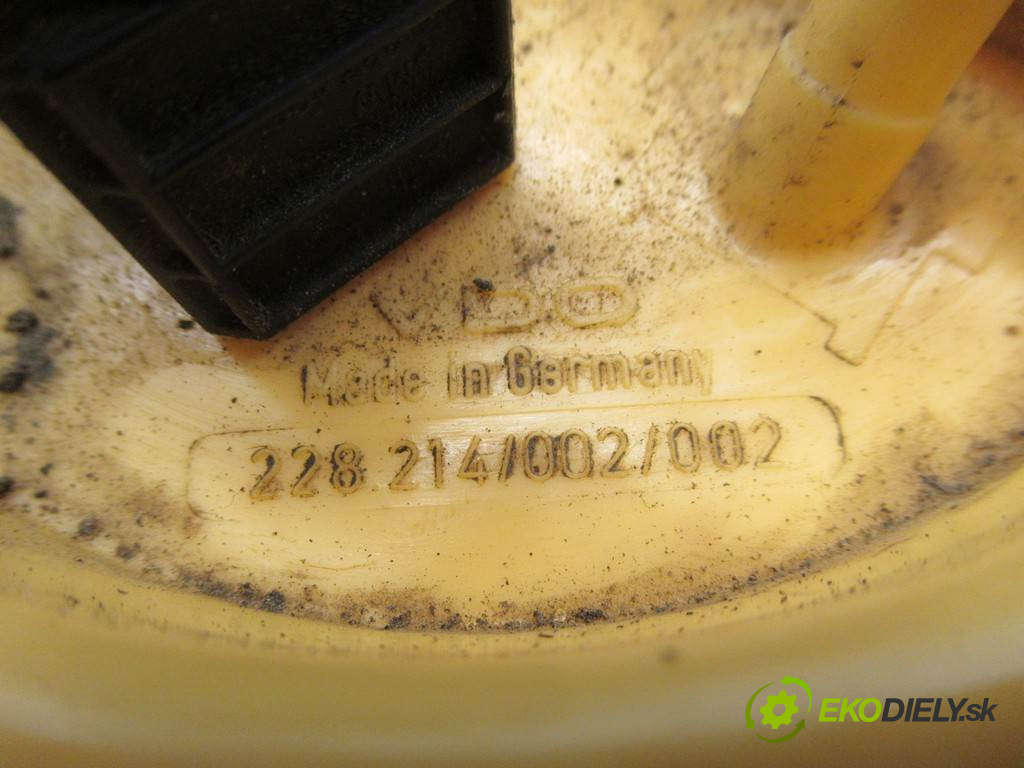 VDO
Made in Germany
228.214/002/002
EKODIELY.sk